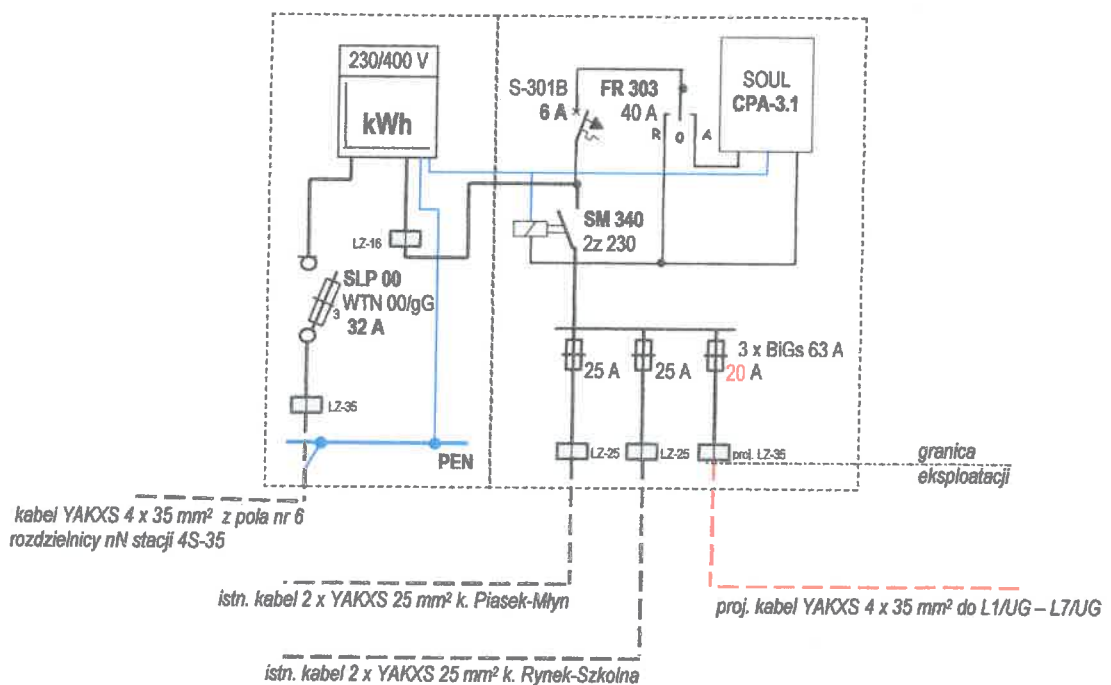 230/400 V
kWh
LZ-16
SLP 00
WTN 00/gG
3
32 A
LZ-35
PEN
S-301B
6 A
FR 303
40 A
R
0
A
SOUL
CPA-3.1
SM 340
2z 230
25 A
25 A
3 x BiGs 63 A
20 A
LZ-25
LZ-25
proj. LZ-35
granica
eksploatacji
kabel YAKXS 4 x 35 mm² z pola nr 6
rozdzielnicy nN stacji 4S-35
istn. kabel 2 x YAKXS 25 mm² k. Piasek-Młyn
proj. kabel YAKXS 4 x 35 mm² do L1/UG – L7/UG
istn. kabel 2 x YAKXS 25 mm² k. Rynek-Szkolna